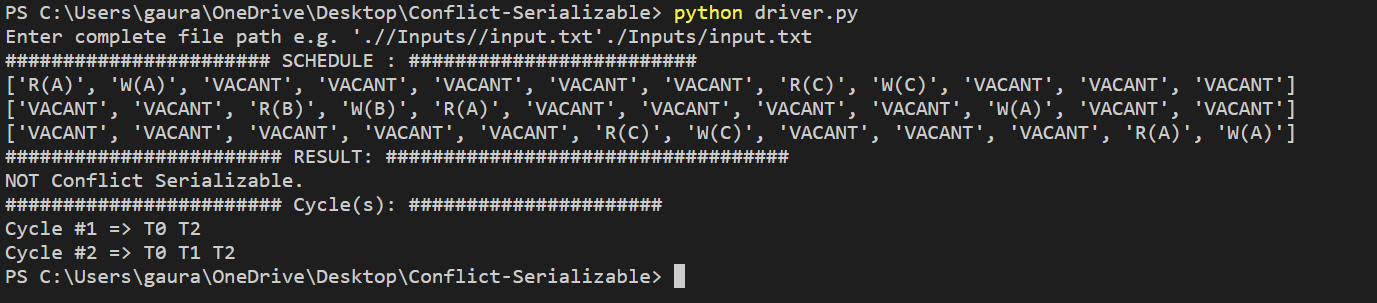 PS C:\Users\gaura\OneDrive\Desktop\Conflict-Serializable> python driver.py
Enter complete file path e.g. './/Inputs//input.txt'./Inputs/input.txt
####################### SCHEDULE : #########################
['R(A)', 'W(A)', 'VACANT', 'VACANT', 'VACANT', 'VACANT', 'VACANT', 'R(C)', 'W(C)', 'VACANT', 'VACANT', 'VACANT']
['VACANT', 'VACANT', 'R(B)', 'W(B)', 'R(A)', 'VACANT', 'VACANT', 'VACANT', 'VACANT', 'W(A)', 'VACANT', 'VACANT']
['VACANT', 'VACANT', 'VACANT', 'VACANT', 'VACANT', 'R(C)', 'W(C)', 'VACANT', 'VACANT', 'VACANT', 'R(A)', 'W(A)']
######################## RESULT: ###################################
NOT Conflict Serializable.
######################## Cycle(s): ######################
Cycle #1 => T0 T2
Cycle #2 => T0 T1 T2
PS C:\Users\gaura\OneDrive\Desktop\Conflict-Serializable>